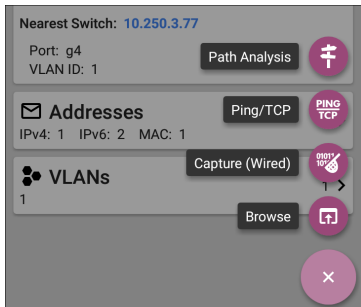 Nearest Switch: 10.250.3.77
Port: g4
VLAN ID: 1
Path Analysis
Addresses
IPv4: 1 IPv6: 2 MAC: 1
Ping/TCP
PING
TCP
Capture (Wired)
VLANs
1
1
Browse